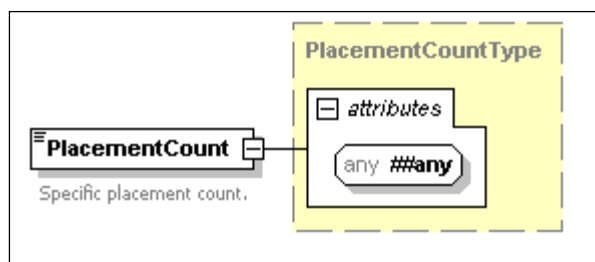 PlacementCountType
attributes
PlacementCount
any ##any
Specific placement count.